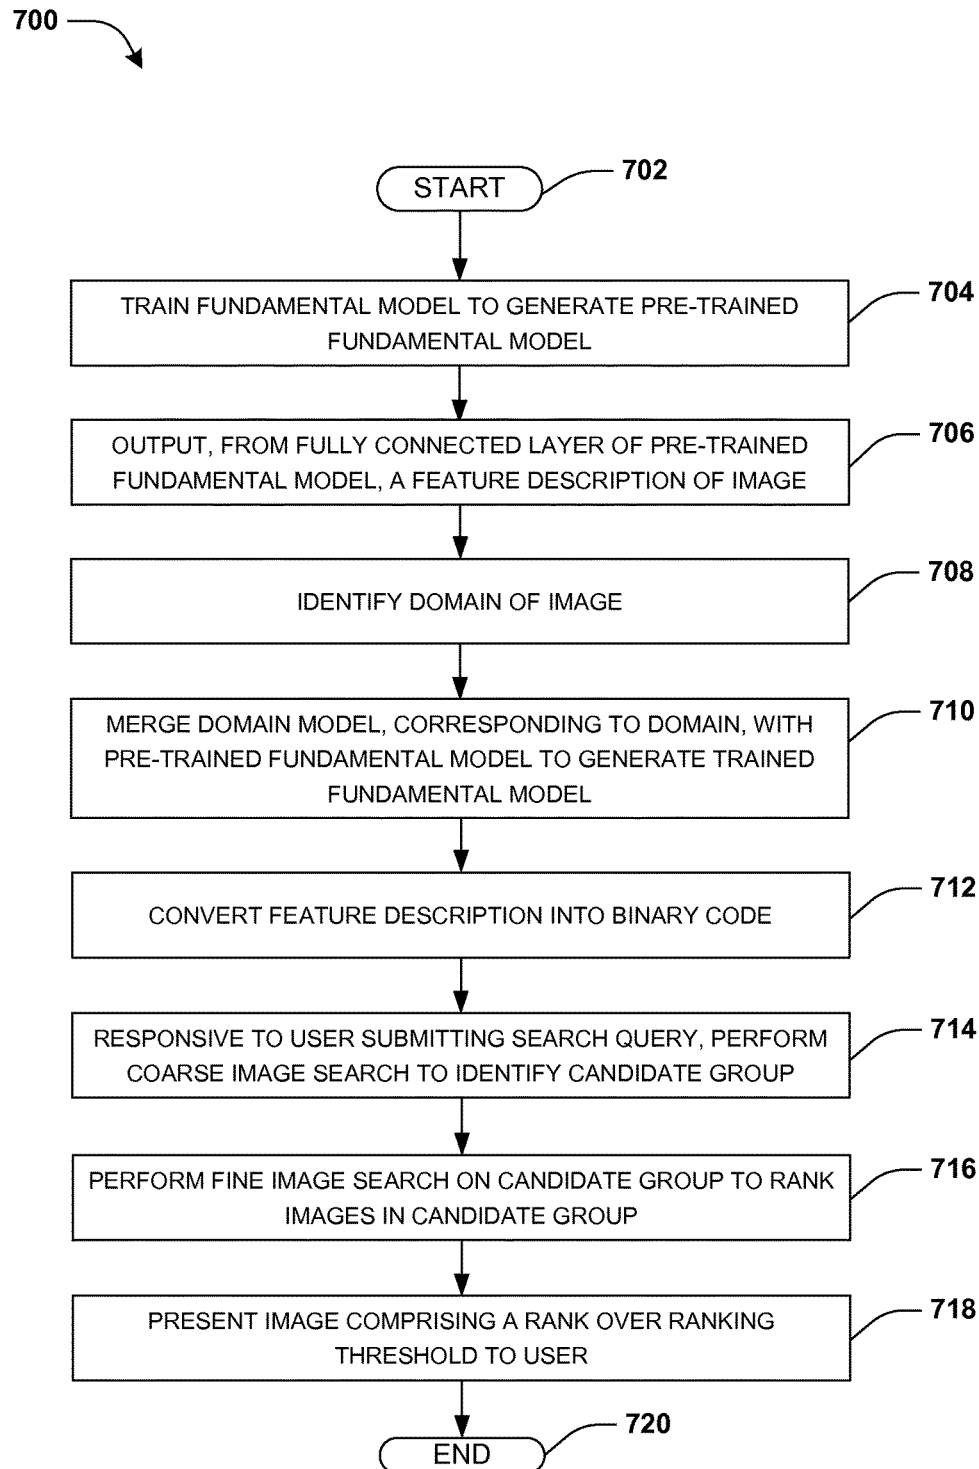 700
START
702
TRAIN FUNDAMENTAL MODEL TO GENERATE PRE-TRAINED
FUNDAMENTAL MODEL
704
OUTPUT, FROM FULLY CONNECTED LAYER OF PRE-TRAINED
FUNDAMENTAL MODEL, A FEATURE DESCRIPTION OF IMAGE
706
IDENTIFY DOMAIN OF IMAGE
708
MERGE DOMAIN MODEL, CORRESPONDING TO DOMAIN, WITH
PRE-TRAINED FUNDAMENTAL MODEL TO GENERATE TRAINED
FUNDAMENTAL MODEL
710
CONVERT FEATURE DESCRIPTION INTO BINARY CODE
712
RESPONSIVE TO USER SUBMITTING SEARCH QUERY, PERFORM
COARSE IMAGE SEARCH TO IDENTIFY CANDIDATE GROUP
714
PERFORM FINE IMAGE SEARCH ON CANDIDATE GROUP TO RANK
IMAGES IN CANDIDATE GROUP
716
PRESENT IMAGE COMPRISING A RANK OVER RANKING
THRESHOLD TO USER
718
END
720